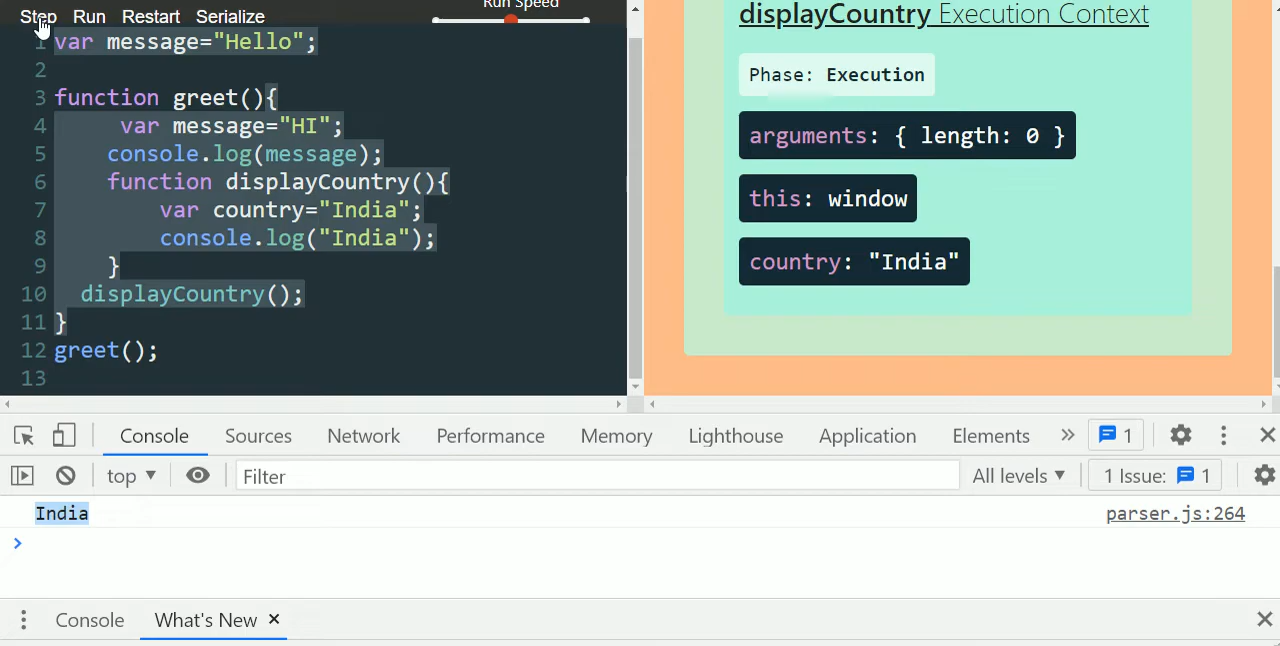 Step Run Restart Serialize
Run Speed
1 var message="Hello";
2
3 function greet(){
4 var message="HI";
5 console.log(message);
6 function displayCountry(){
7 var country="India";
8 console.log("India");
9 }
10 displayCountry();
11 }
12 greet();
13
displayCountry Execution Context
Phase: Execution
arguments: { length: 0 }
this: window
country: "India"
Console Sources Network Performance Memory Lighthouse Application Elements » 1
top ▼ Filter All levels ▼ 1 Issue: 1
India parser.js:264
>
Console What's New ×